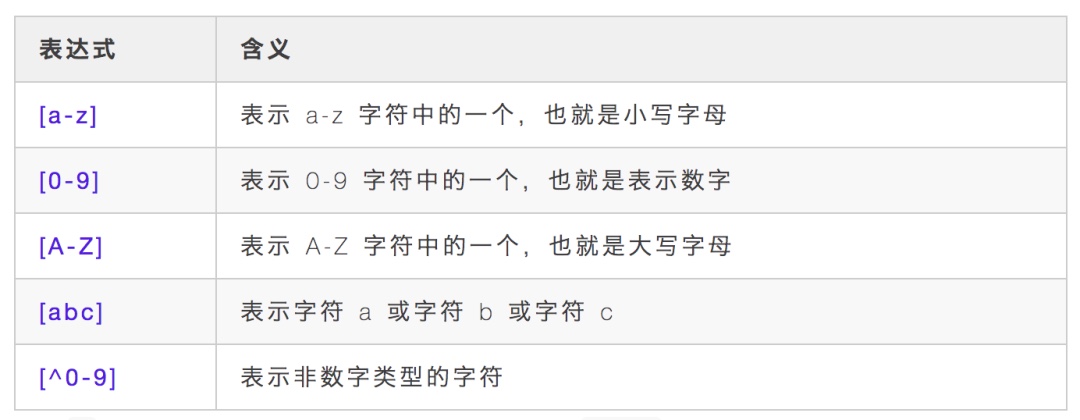 表达式 含义
[a-z] 表示 a-z 字符中的一个，也就是小写字母
[0-9] 表示 0-9 字符中的一个，也就是表示数字
[A-Z] 表示 A-Z 字符中的一个，也就是大写字母
[abc] 表示字符 a 或字符 b 或字符 c
[^0-9] 表示非数字类型的字符